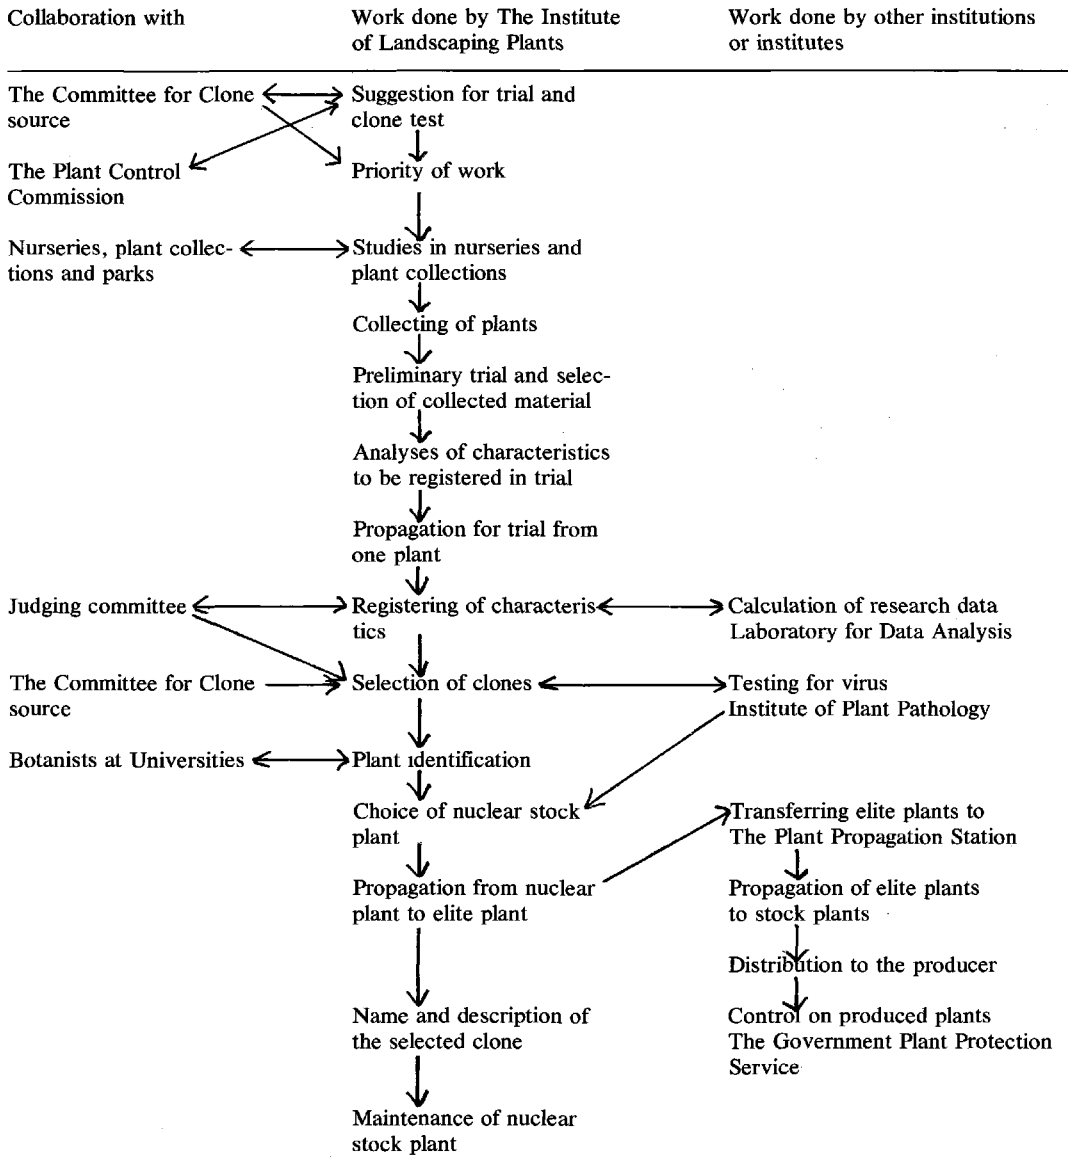 Collaboration with
Work done by The Institute
of Landscaping Plants
Work done by other institutions
or institutes
The Committee for Clone
source
Suggestion for trial and
clone test
The Plant Control
Commission
Priority of work
Nurseries, plant collec-
tions and parks
Studies in nurseries and
plant collections
Collecting of plants
Preliminary trial and selec-
tion of collected material
Analyses of characteristics
to be registered in trial
Propagation for trial from
one plant
Judging committee
Registering of characteris
tics
Calculation of research data
Laboratory for Data Analysis
The Committee for Clone
source
Selection of clones
Testing for virus
Institute of Plant Pathology
Botanists at Universities
Plant identification
Choice of nuclear stock
plant
Transferring elite plants to
The Plant Propagation Station
Propagation from nuclear
plant to elite plant
Propagation of elite plants
to stock plants
Distribution to the producer
Name and description of
the selected clone
Control on produced plants
The Government Plant Protection
Service
Maintenance of nuclear
stock plant